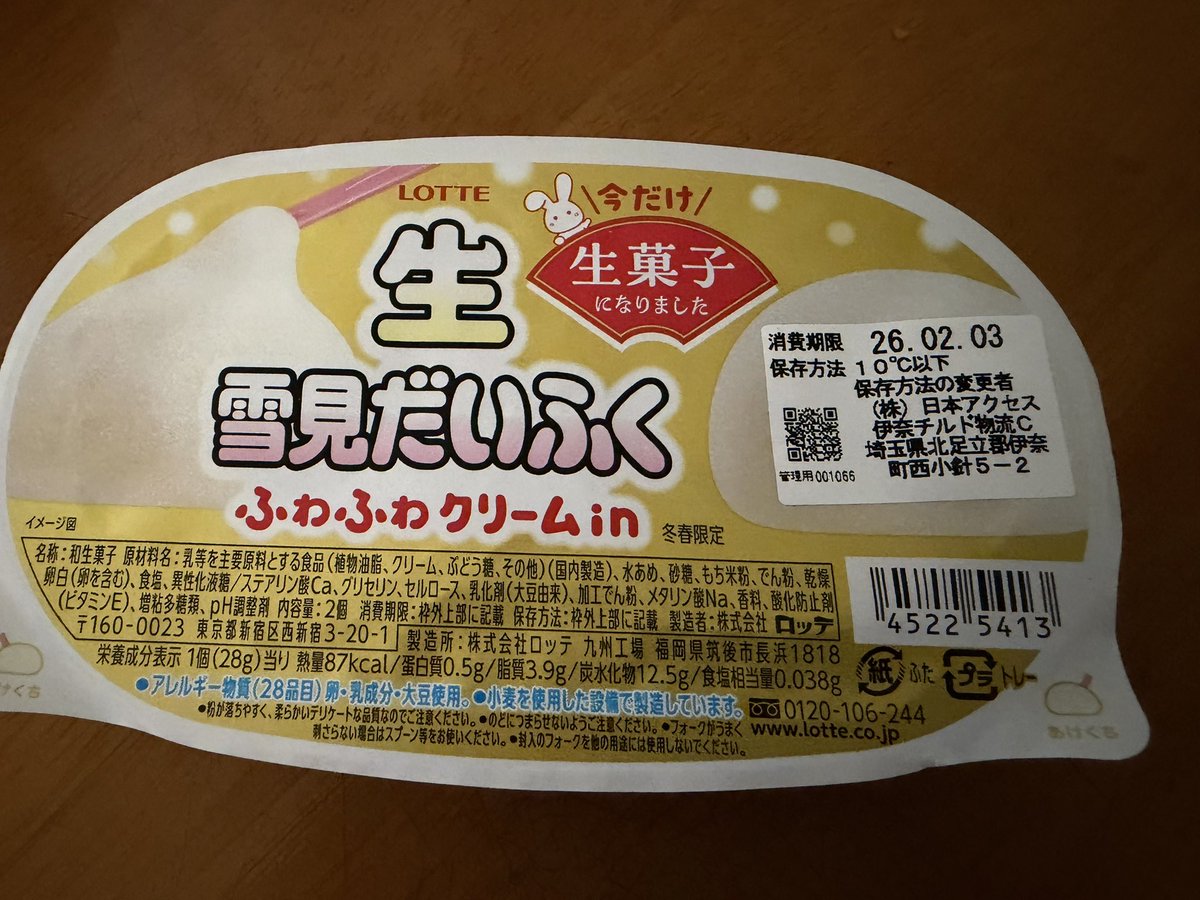 LOTTE
\今だけ/
生菓子
になりました
生
雪見だいふく
ふわふわクリームin
冬春限定
イメージ図
消費期限 26.02.03
保存方法 10℃以下
保存方法の変更者
(株)日本アクセス
伊奈チルド物流C
埼玉県北足立郡伊奈
町西小針5-2
管理用001066
名称:和生菓子 原材料名:乳等を主要原料とする食品(植物油脂、クリーム、ぶどう糖、その他)(国内製造)、水あめ、砂糖、もち米粉、でん粉、乾燥
卵白(卵を含む)、食塩、異性化液糖/ステアリン酸Ca、グリセリン、セルロース、乳化剤(大豆由来)、加工でん粉、メタリン酸Na、香料、酸化防止剤
(ビタミンE)、増粘多糖類、pH調整剤 内容量:2個 消費期限:枠外上部に記載 保存方法:枠外上部に記載 製造者:株式会社 ロッテ
〒160-0023 東京都新宿区西新宿3-20-1
製造所:株式会社ロッテ 九州工場 福岡県筑後市長浜1818
栄養成分表示 1個(28g)当り 熱量87kcal/蛋白質0.5g/脂質3.9g/炭水化物12.5g/食塩相当量0.038g
●アレルギー物質(28品目)卵・乳成分・大豆使用。●小麦を使用した設備で製造しています。
●粉が落ちやすく、柔らかいデリケートな品質なのでご注意ください。●のどにつまらせないようご注意ください。●フォークがうまく
刺さらない場合はスプーン等をお使いください。●封入のフォークを他の用途には使用しないでください。
0120-106-244
www.lotte.co.jp
4522 5413
紙 ふた プラ トレー
あけくち
けくち